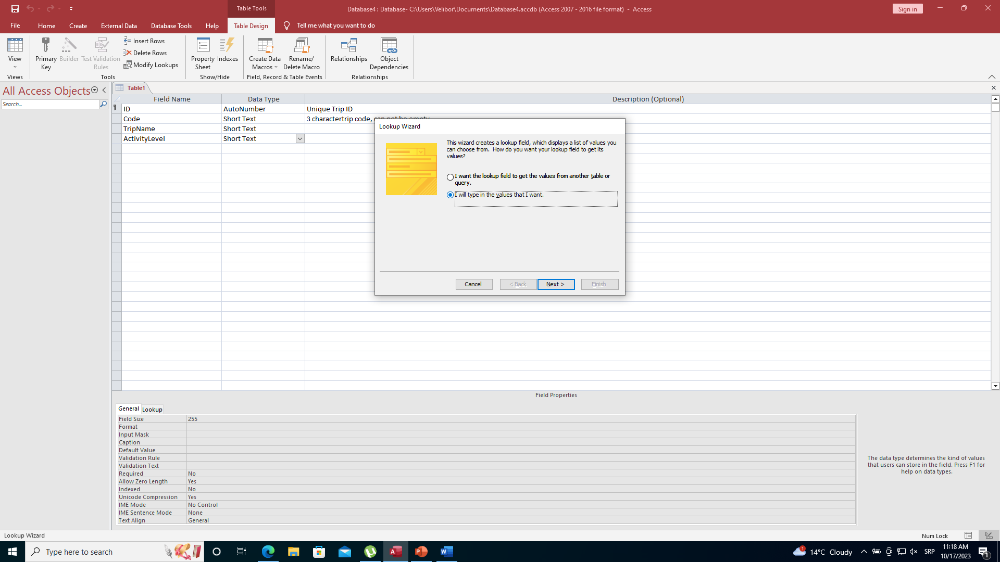 Table Tools
Database4 : Database- C:\Users\Velibor\Documents\Database4.accdb (Access 2007 - 2016 file format) - Access
Sign in
File
Home
Create
External Data
Database Tools
Help
Table Design
Tell me what you want to do
View
Primary
Key
Builder
Test Validation
Rules
Insert Rows
Delete Rows
Modify Lookups
Property
Sheet
Indexes
Create Data
Macros
Rename/
Delete Macro
Relationships
Object
Dependencies
Views
Tools
Show/Hide
Field, Record & Table Events
Relationships
All Access Objects
Search...
Table1
Field Name
Data Type
Description (Optional)
ID
AutoNumber
Unique Trip ID
Code
Short Text
3 charactertrip code, can not be empty
TripName
Short Text
ActivityLevel
Short Text
Lookup Wizard
This wizard creates a lookup field, which displays a list of values you
can choose from. How do you want your lookup field to get its
values?
I want the lookup field to get the values from another table or
query.
I will type in the values that I want.
Cancel
< Back
Next >
Finish
Field Properties
General
Lookup
Field Size 255
Format
Input Mask
Caption
Default Value
Validation Rule
Validation Text
Required No
Allow Zero Length Yes
Indexed No
Unicode Compression Yes
IME Mode No Control
IME Sentence Mode None
Text Align General
The data type determines the kind of values
that users can store in the field. Press F1 for
help on data types.
Lookup Wizard
Num Lock
Type here to search
1
14°C Cloudy
SRP
11:18 AM
10/17/2023
1